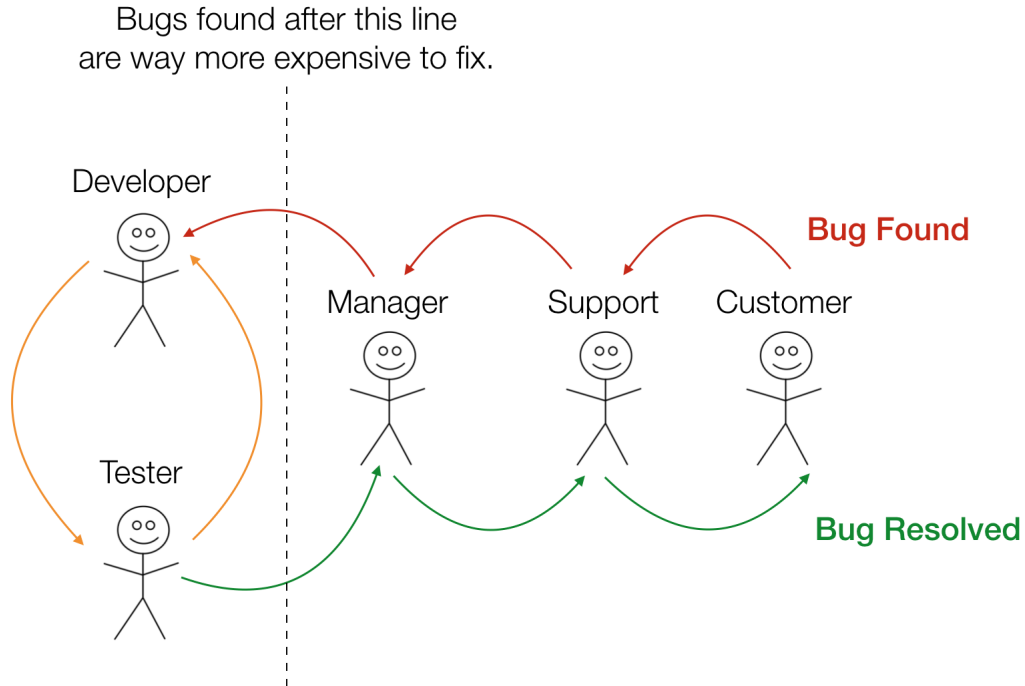 Bugs found after this line
are way more expensive to fix.
Developer
Bug Found
Manager
Support
Customer
Tester
Bug Resolved